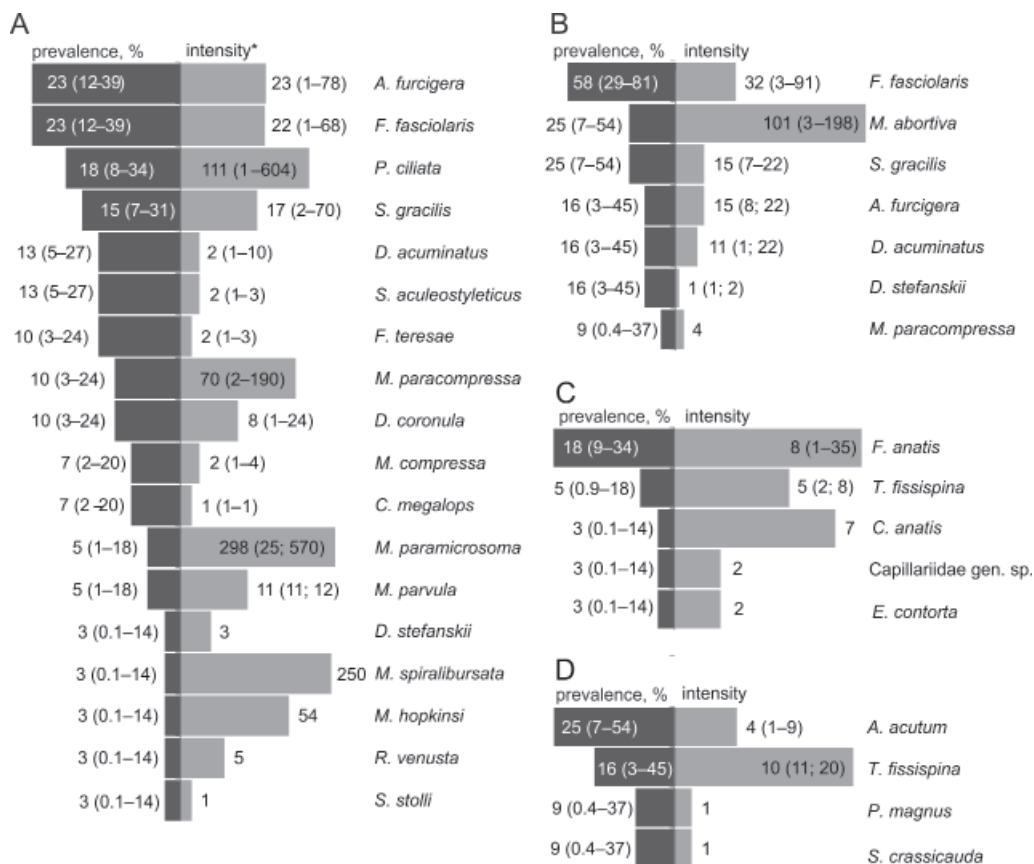 A
prevalence, % intensity*
23 (12–39) 23 (1–78) A. furcigera
23 (12–39) 22 (1–68) F. fasciolaris
18 (8–34) 111 (1–604) P. ciliata
15 (7–31) 17 (2–70) S. gracilis
13 (5–27) 2 (1–10) D. acuminatus
13 (5–27) 2 (1–3) S. aculeostyleticus
10 (3–24) 2 (1–3) F. teresae
10 (3–24) 70 (2–190) M. paracompressa
10 (3–24) 8 (1–24) D. coronula
7 (2–20) 2 (1–4) M. compressa
7 (2–20) 1 (1–1) C. megalops
5 (1–18) 298 (25; 570) M. paramicrosoma
5 (1–18) 11 (11; 12) M. parvula
3 (0.1–14) 3 D. stefanskii
3 (0.1–14) 250 M. spiralibursata
3 (0.1–14) 54 M. hopkinsi
3 (0.1–14) 5 R. venusta
3 (0.1–14) 1 S. stolli
B
prevalence, % intensity
58 (29–81) 32 (3–91) F. fasciolaris
25 (7–54) 101 (3–198) M. abortiva
25 (7–54) 15 (7–22) S. gracilis
16 (3–45) 15 (8; 22) A. furcigera
16 (3–45) 11 (1; 22) D. acuminatus
16 (3–45) 1 (1; 2) D. stefanskii
9 (0.4–37) 4 M. paracompressa
C
prevalence, % intensity
18 (9–34) 8 (1–35) F. anatis
5 (0.9–18) 5 (2; 8) T. fissispina
3 (0.1–14) 7 C. anatis
3 (0.1–14) 2 Capillariidae gen. sp.
3 (0.1–14) 2 E. contorta
D
prevalence, % intensity
25 (7–54) 4 (1–9) A. acutum
16 (3–45) 10 (11; 20) T. fissispina
9 (0.4–37) 1 P. magnus
9 (0.4–37) 1 S. crassicauda